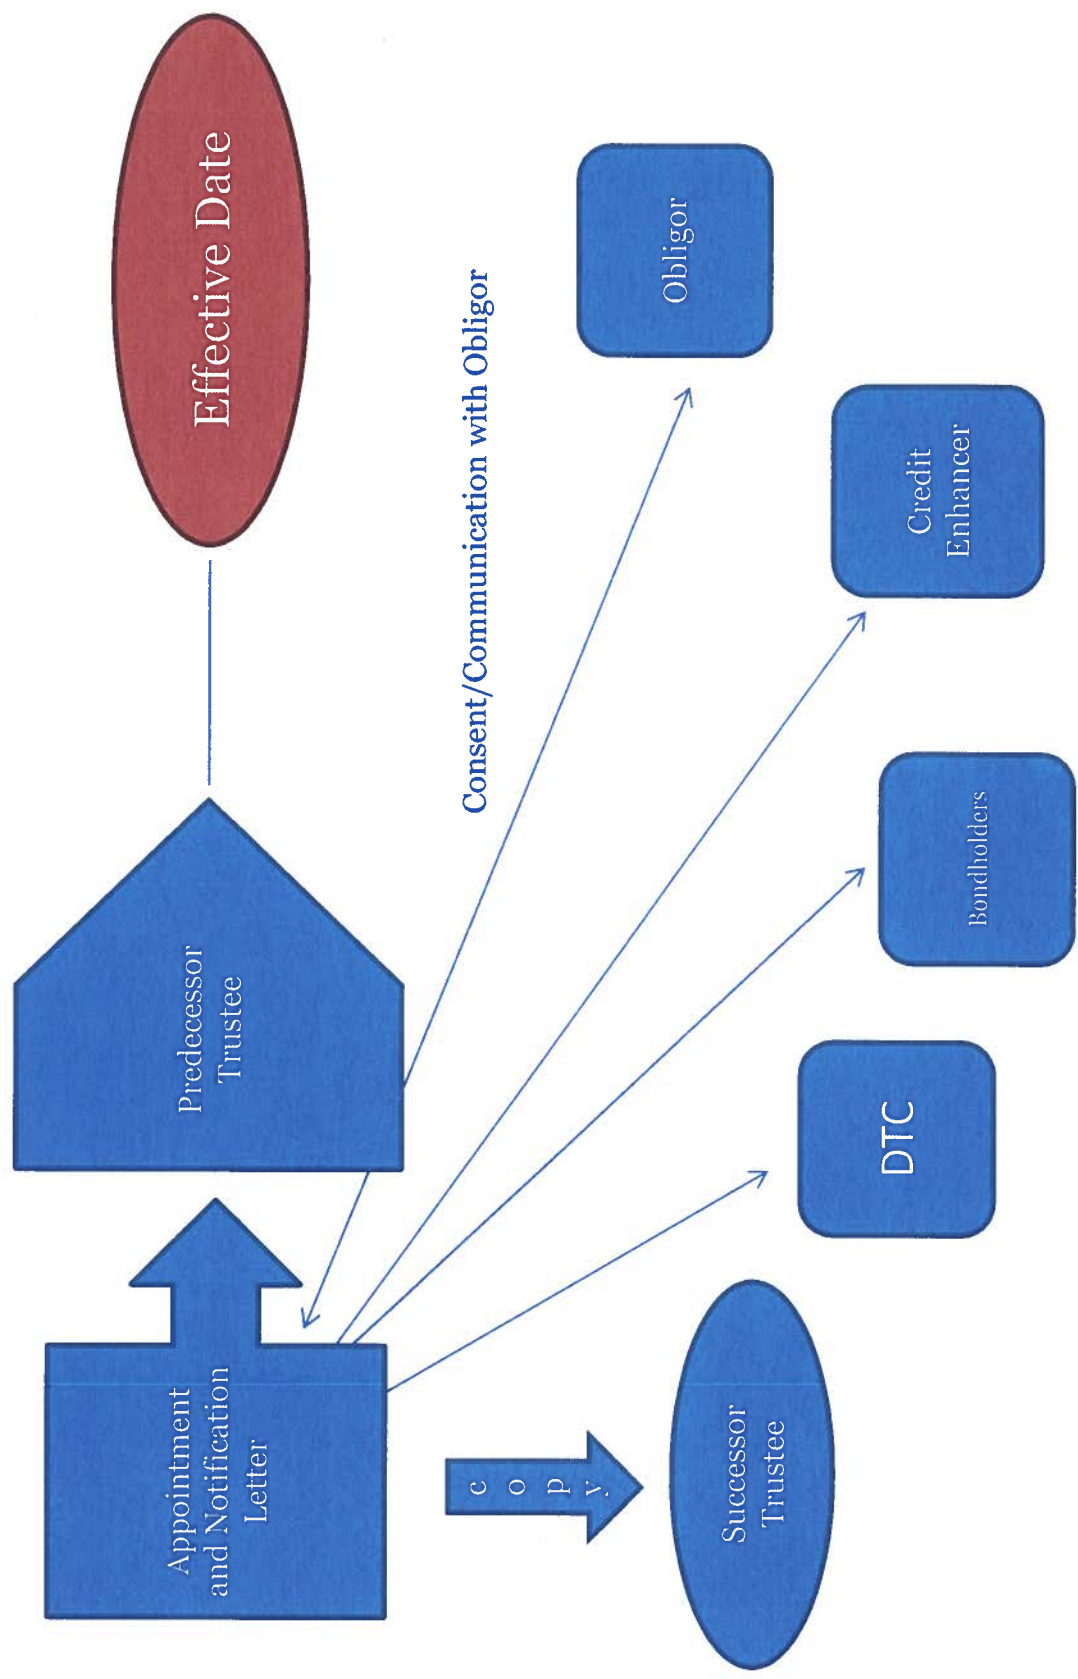 Appointment
and Notification
Letter
Predecessor
Trustee
Effective Date
Consent/Communication with Obligor
copy
Successor
Trustee
DTC
Bondholders
Credit
Enhancer
Obligor